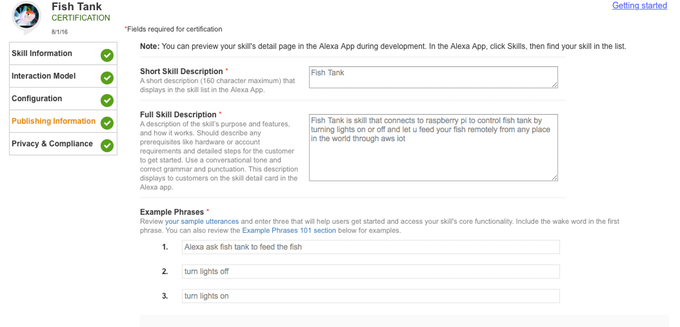 Fish Tank
Getting started
CERTIFICATION
8/1/16
*Fields required for certification
Note: You can preview your skill's detail page in the Alexa App during development. In the Alexa App, click Skills, then find your skill in the list.
Skill Information
Interaction Model
Configuration
Publishing Information
Privacy & Compliance
Short Skill Description *
A short description (160 character maximum) that
displays in the skill list in the Alexa App.
Fish Tank
Full Skill Description *
A description of the skill's purpose and features,
and how it works. Should describe any
prerequisites like hardware or account
requirements and detailed steps for the customer
to get started. Use a conversational tone and
correct grammar and punctuation. This description
displays to customers on the skill detail card in the
Alexa app.
Fish Tank is skill that connects to raspberry pi to control fish tank by
turning lights on or off and let u feed your fish remotely from any place
in the world through aws iot
Example Phrases *
Review your sample utterances and enter three that will help users get started and access your skill's core functionality. Include the wake word in the first
phrase. You can also review the Example Phrases 101 section below for examples.
1. Alexa ask fish tank to feed the fish
2. turn lights off
3. turn lights on